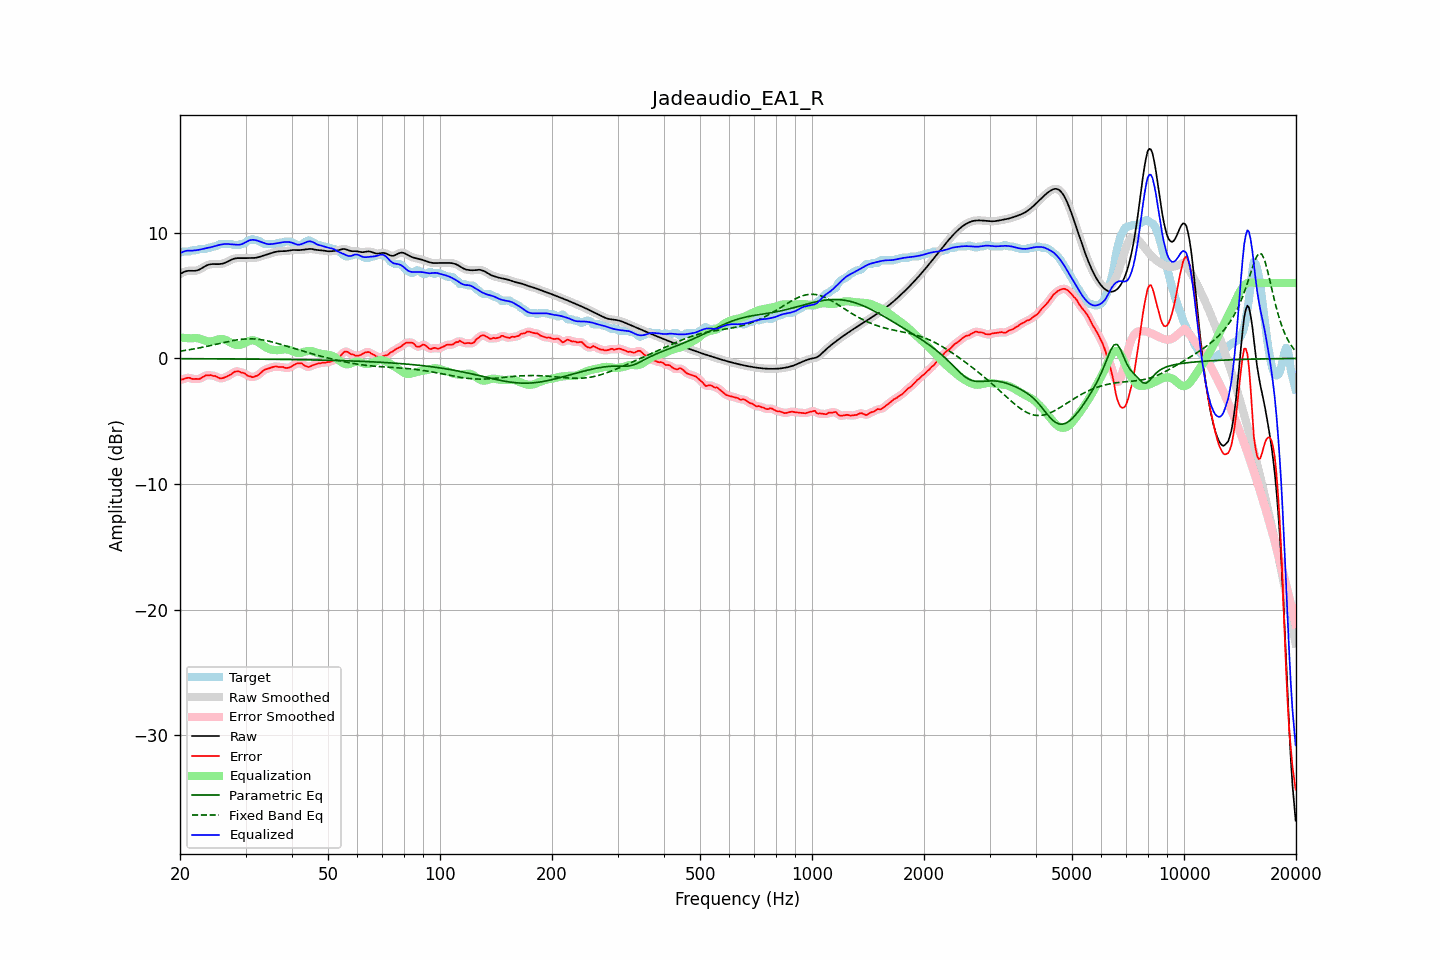 Jadeaudio_EA1_R
Amplitude (dBr)
10
0
−10
−20
−30
Target
Raw Smoothed
Error Smoothed
Raw
Error
Equalization
Parametric Eq
Fixed Band Eq
Equalized
20 50 100 200 500 1000 2000 5000 10000 20000
Frequency (Hz)